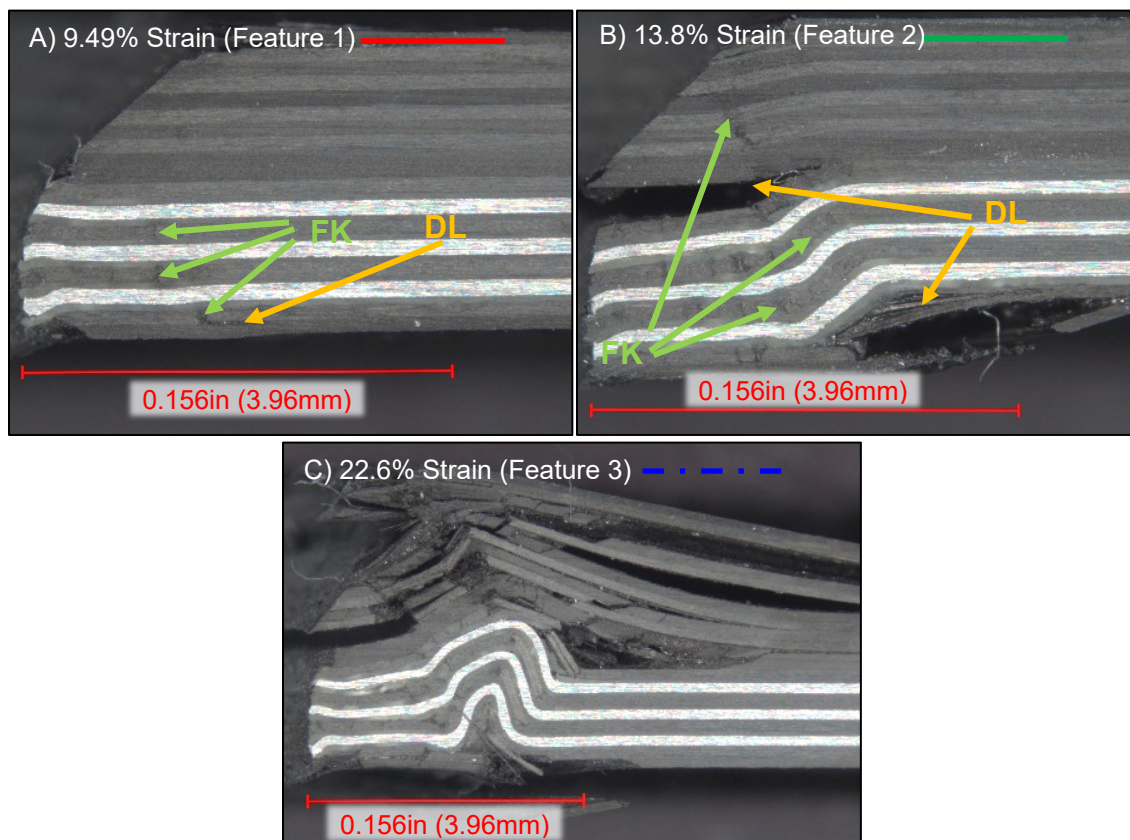 A) 9.49% Strain (Feature 1)
FK
DL
0.156in (3.96mm)
B) 13.8% Strain (Feature 2)
DL
FK
0.156in (3.96mm)
C) 22.6% Strain (Feature 3)
0.156in (3.96mm)